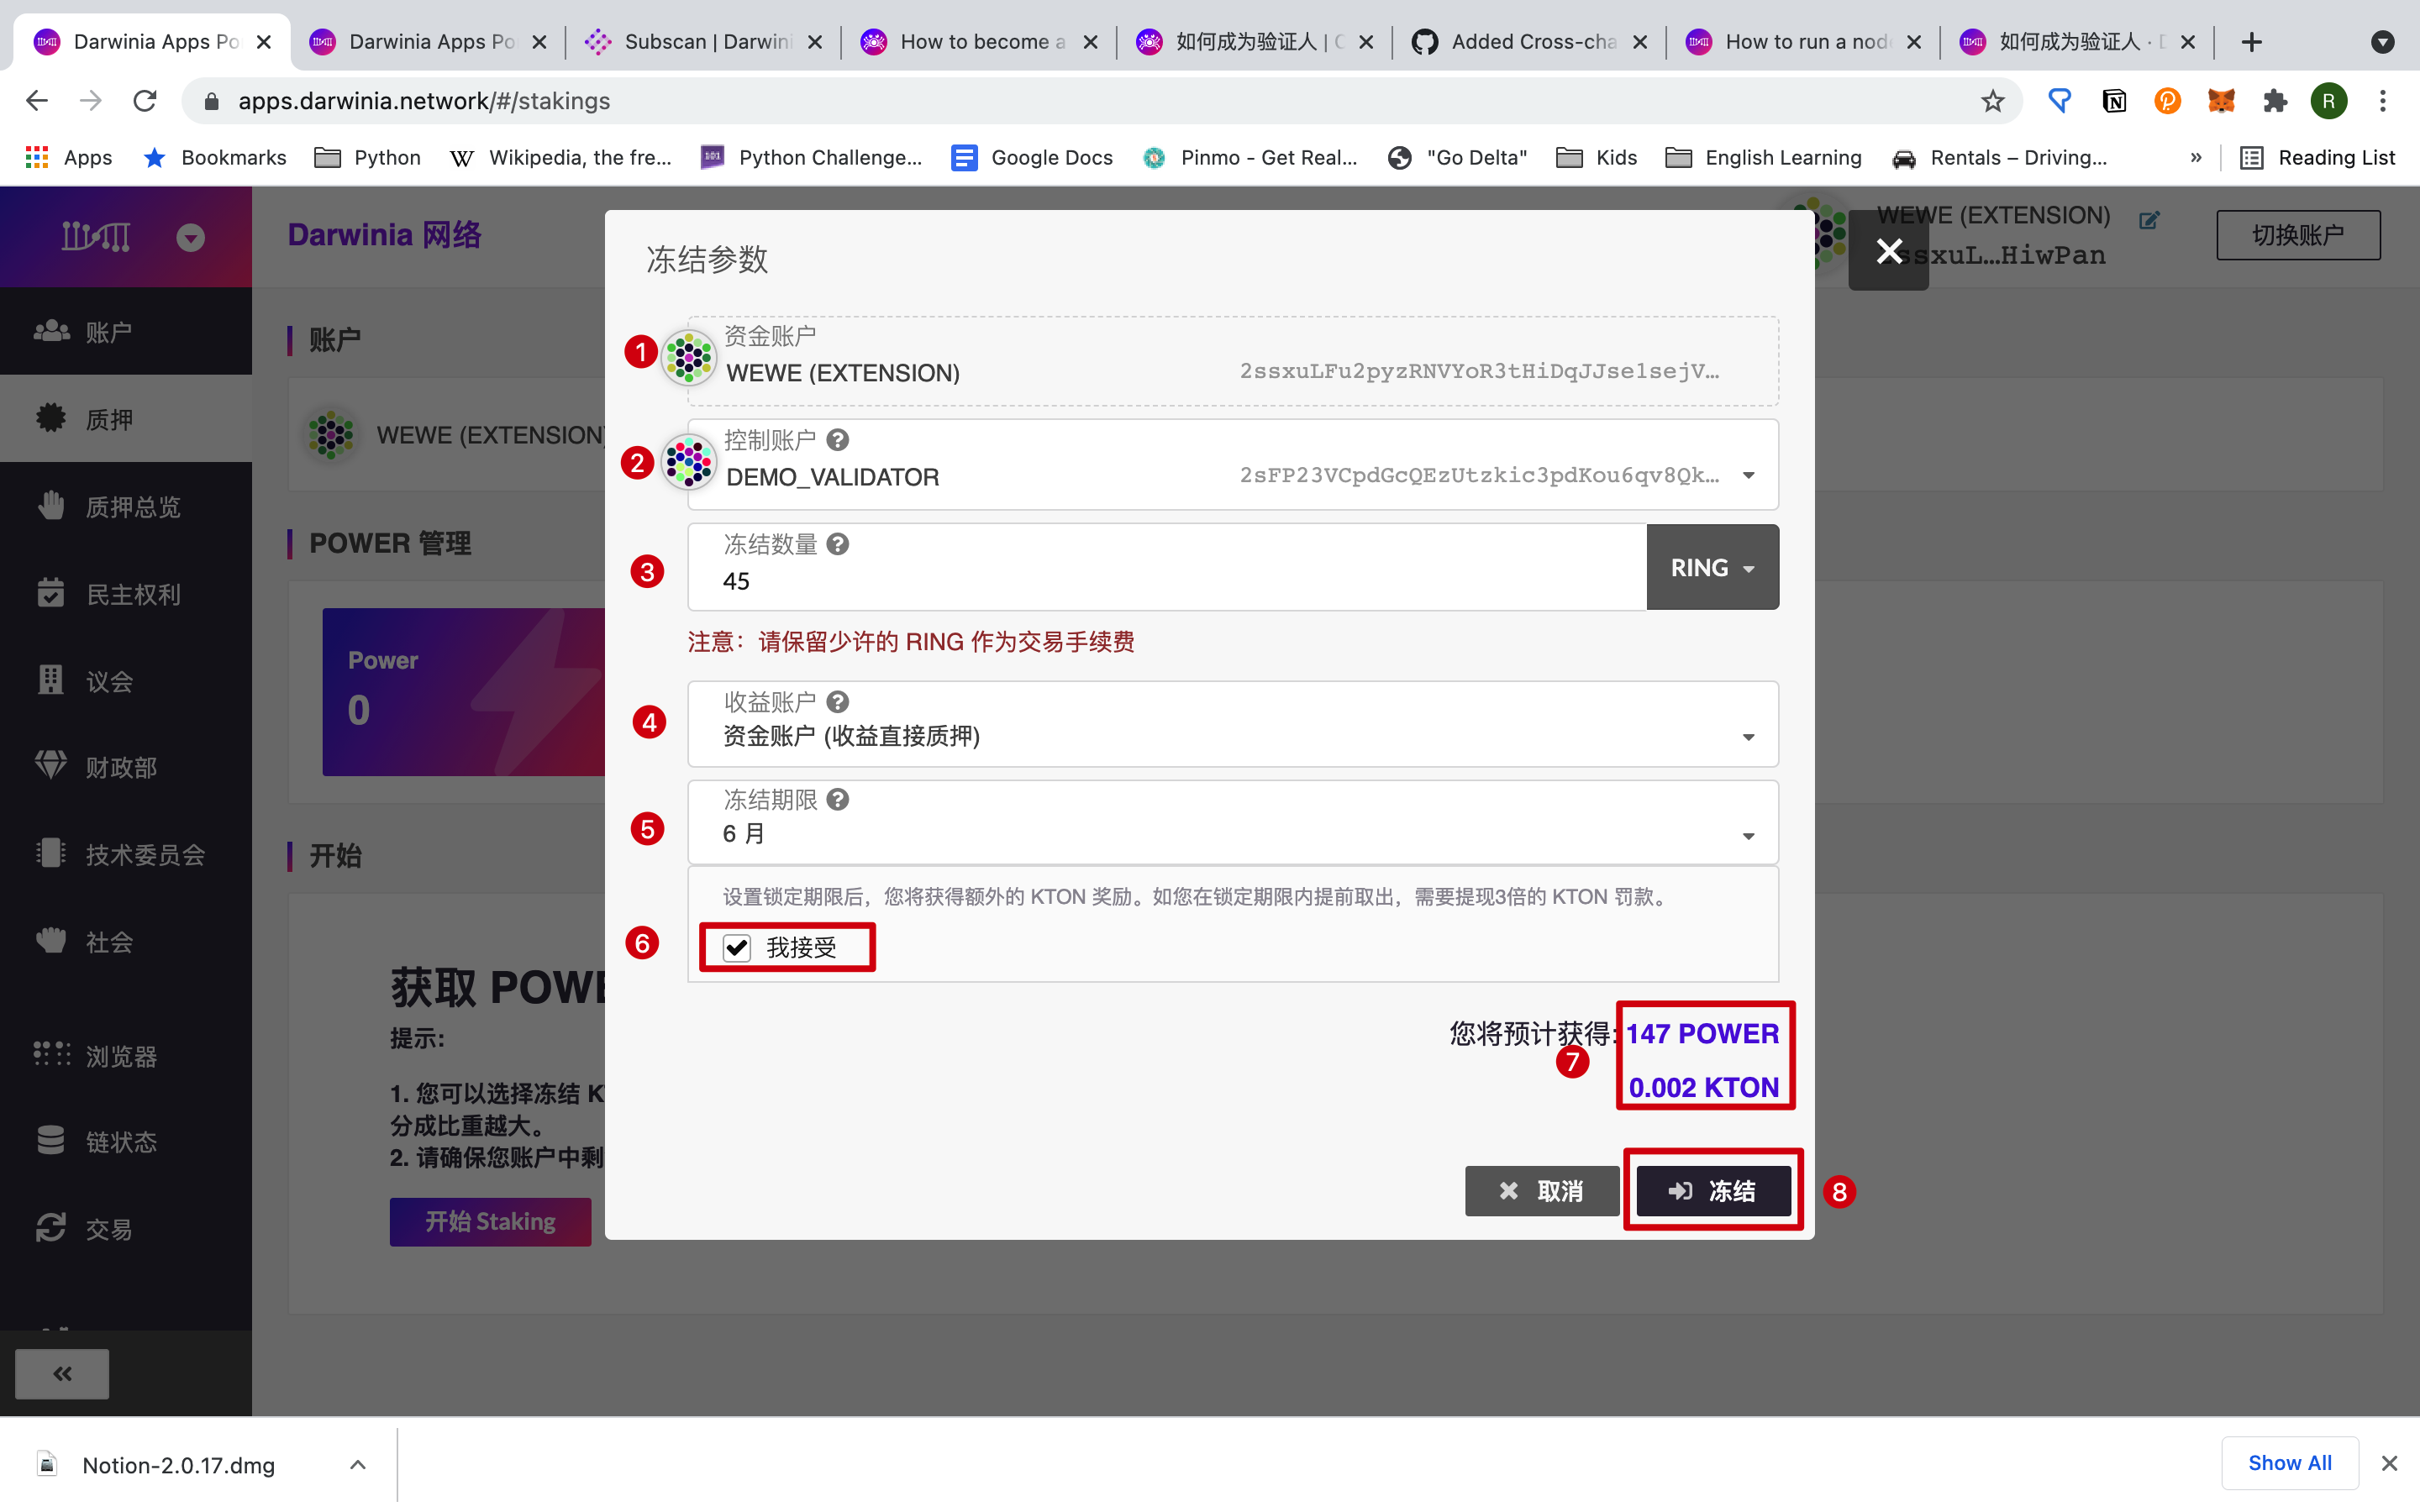 Darwinia Apps Po
Darwinia Apps Po
Subscan | Darwini
How to become a
如何成为验证人 | C
Added Cross-cha
How to run a node
如何成为验证人 · D
apps.darwinia.network/#/stakings
R
Apps
Bookmarks
Python
Wikipedia, the fre...
Python Challenge...
Google Docs
Pinmo - Get Real...
"Go Delta"
Kids
English Learning
Rentals – Driving...
»
Reading List
Darwinia 网络
WEWE (EXTENSION)
ssxuL…HiwPan
切换账户
账户
质押
质押总览
民主权利
议会
财政部
技术委员会
社会
浏览器
链状态
交易
账户
WEWE (EXTENSION)
POWER 管理
Power
0
开始
获取 POWE
提示:
1. 您可以选择冻结 K
分成比重越大。
2. 请确保您账户中剩
开始 Staking
冻结参数
1
资金账户
WEWE (EXTENSION)
2ssxuLFu2pyzRNVYoR3tHiDqJJse1sejV…
2
控制账户
DEMO_VALIDATOR
2sFP23VCpdGcQEzUtzkic3pdKou6qv8Qk…
3
冻结数量
45
RING
注意：请保留少许的 RING 作为交易手续费
4
收益账户
资金账户 (收益直接质押)
5
冻结期限
6 月
设置锁定期限后，您将获得额外的 KTON 奖励。如您在锁定期限内提前取出，需要提现3倍的 KTON 罚款。
6
我接受
您将预计获得:
147 POWER
7
0.002 KTON
取消
冻结
8
Notion-2.0.17.dmg
Show All